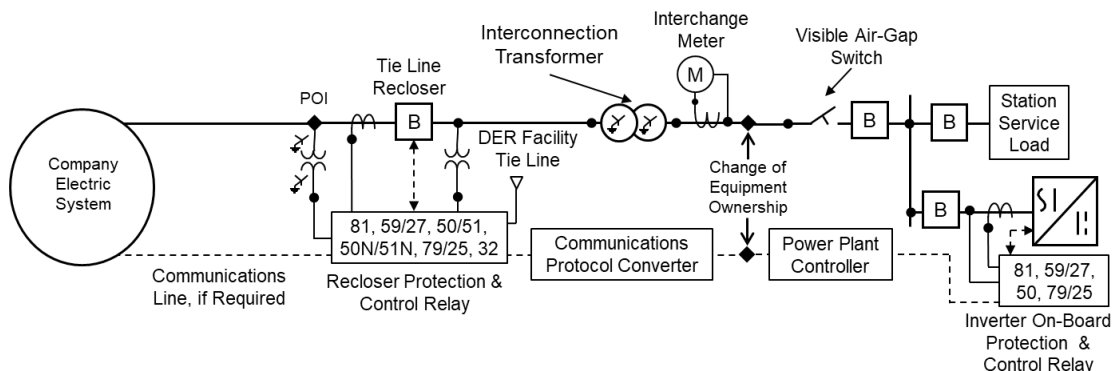 Interchange
Meter
Interconnection
Transformer
Visible Air-Gap
Switch
Tie Line
Recloser
M
POI
B
B
B
Station
Service
Load
DER Facility
Tie Line
Company
Electric
System
Change of
Equipment
Ownership
B
81, 59/27, 50/51,
50N/51N, 79/25, 32
Communications
Protocol Converter
Power Plant
Controller
Communications
Line, if Required
Recloser Protection &
Control Relay
81, 59/27,
50, 79/25
Inverter On-Board
Protection &
Control Relay